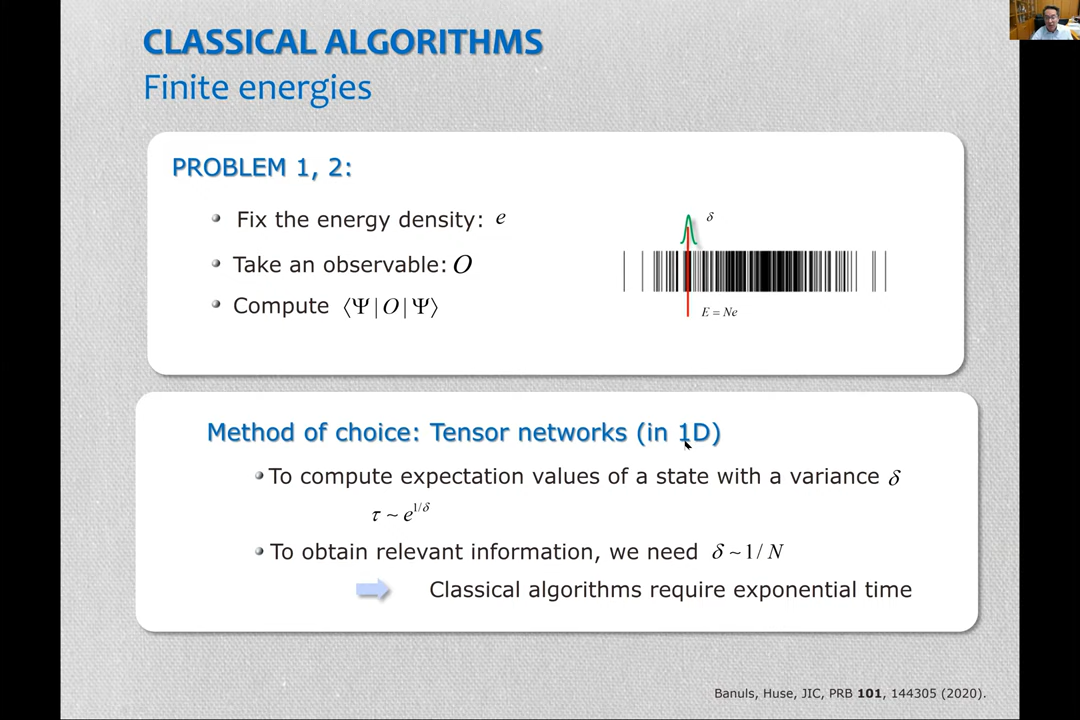 CLASSICAL ALGORITHMS
Finite energies
PROBLEM 1, 2:
Fix the energy density: e
δ
Take an observable: O
Compute ⟨Ψ | O | Ψ⟩
E = Ne
Method of choice: Tensor networks (in 1D)
To compute expectation values of a state with a variance δ
τ ~ e^{1/δ}
To obtain relevant information, we need δ ~ 1 / N
Classical algorithms require exponential time
Banuls, Huse, JIC, PRB 101, 144305 (2020).